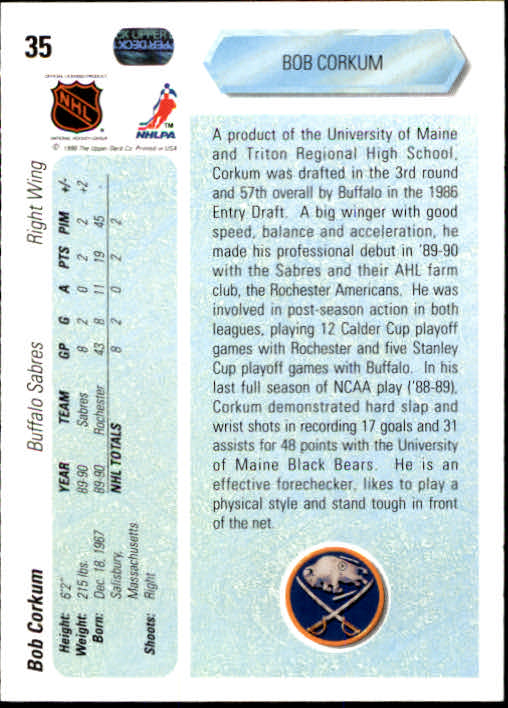 35
BOB CORKUM
OFFICIAL LICENSED PRODUCT
NHL
NATIONAL HOCKEY LEAGUE
NHLPA
TM
© 1990 The Upper Deck Co. Printed in USA
A product of the University of Maine
and Triton Regional High School,
Corkum was drafted in the 3rd round
and 57th overall by Buffalo in the 1986
Entry Draft. A big winger with good
speed, balance and acceleration, he
made his professional debut in '89-90
with the Sabres and their AHL farm
club, the Rochester Americans. He was
involved in post-season action in both
leagues, playing 12 Calder Cup playoff
games with Rochester and five Stanley
Cup playoff games with Buffalo. In his
last full season of NCAA play ('88-89),
Corkum demonstrated hard slap and
wrist shots in recording 17 goals and 31
assists for 48 points with the University
of Maine Black Bears. He is an
effective forechecker, likes to play a
physical style and stand tough in front
of the net.
Bob Corkum Buffalo Sabres Right Wing
Height: 6'2"
Weight: 215 lbs.
Born: Dec. 18, 1967
Salisbury,
Massachusetts
Shoots: Right
YEAR TEAM GP G A PTS PIM +/-
89-90 Sabres 8 2 0 2 2 +2
89-90 Rochester 43 8 11 19 45 -
NHL TOTALS 8 2 0 2 2